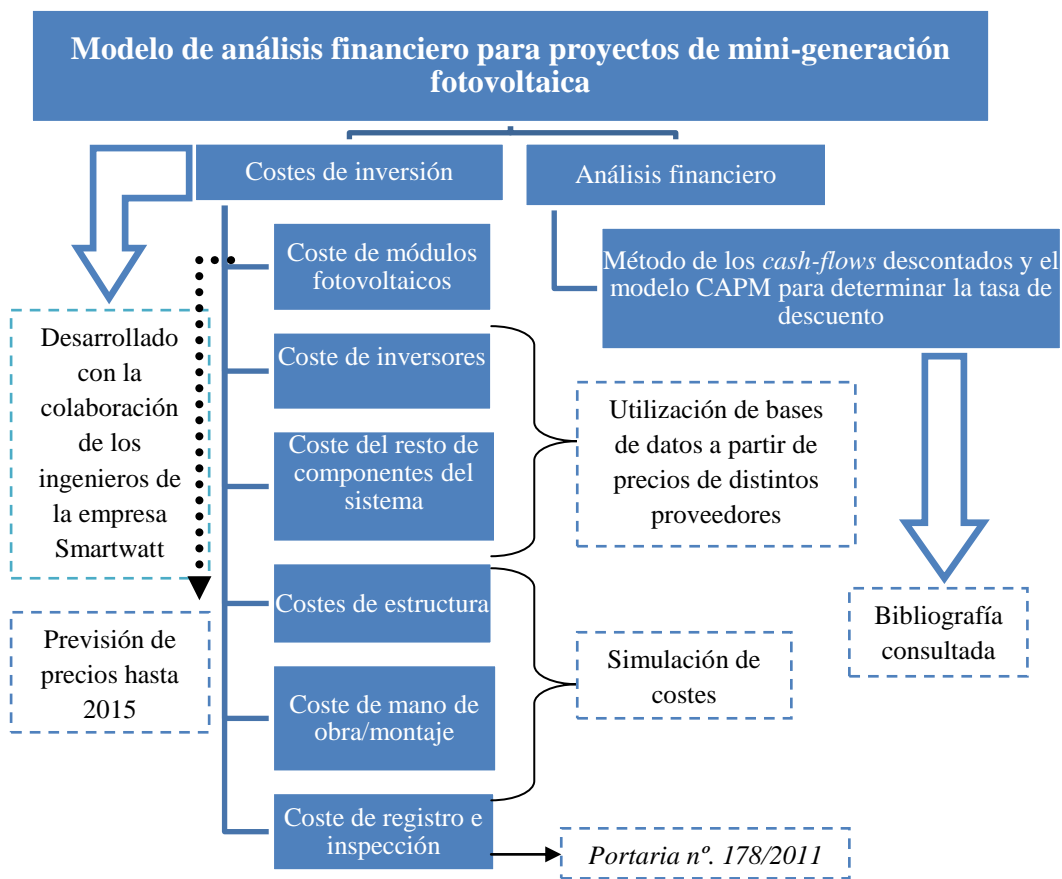 Modelo de análisis financiero para proyectos de mini-generación
fotovoltaica
Costes de inversión
Análisis financiero
Coste de módulos
fotovoltaicos
Método de los cash-flows descontados y el
modelo CAPM para determinar la tasa de
descuento
Desarrollado
con la
colaboración
de los
ingenieros de
la empresa
Smartwatt
Coste de inversores
Coste del resto de
componentes del
sistema
Utilización de bases
de datos a partir de
precios de distintos
proveedores
Costes de estructura
Previsión de
precios hasta
2015
Coste de mano de
obra/montaje
Simulación de
costes
Bibliografía
consultada
Coste de registro e
inspección
Portaria nº. 178/2011